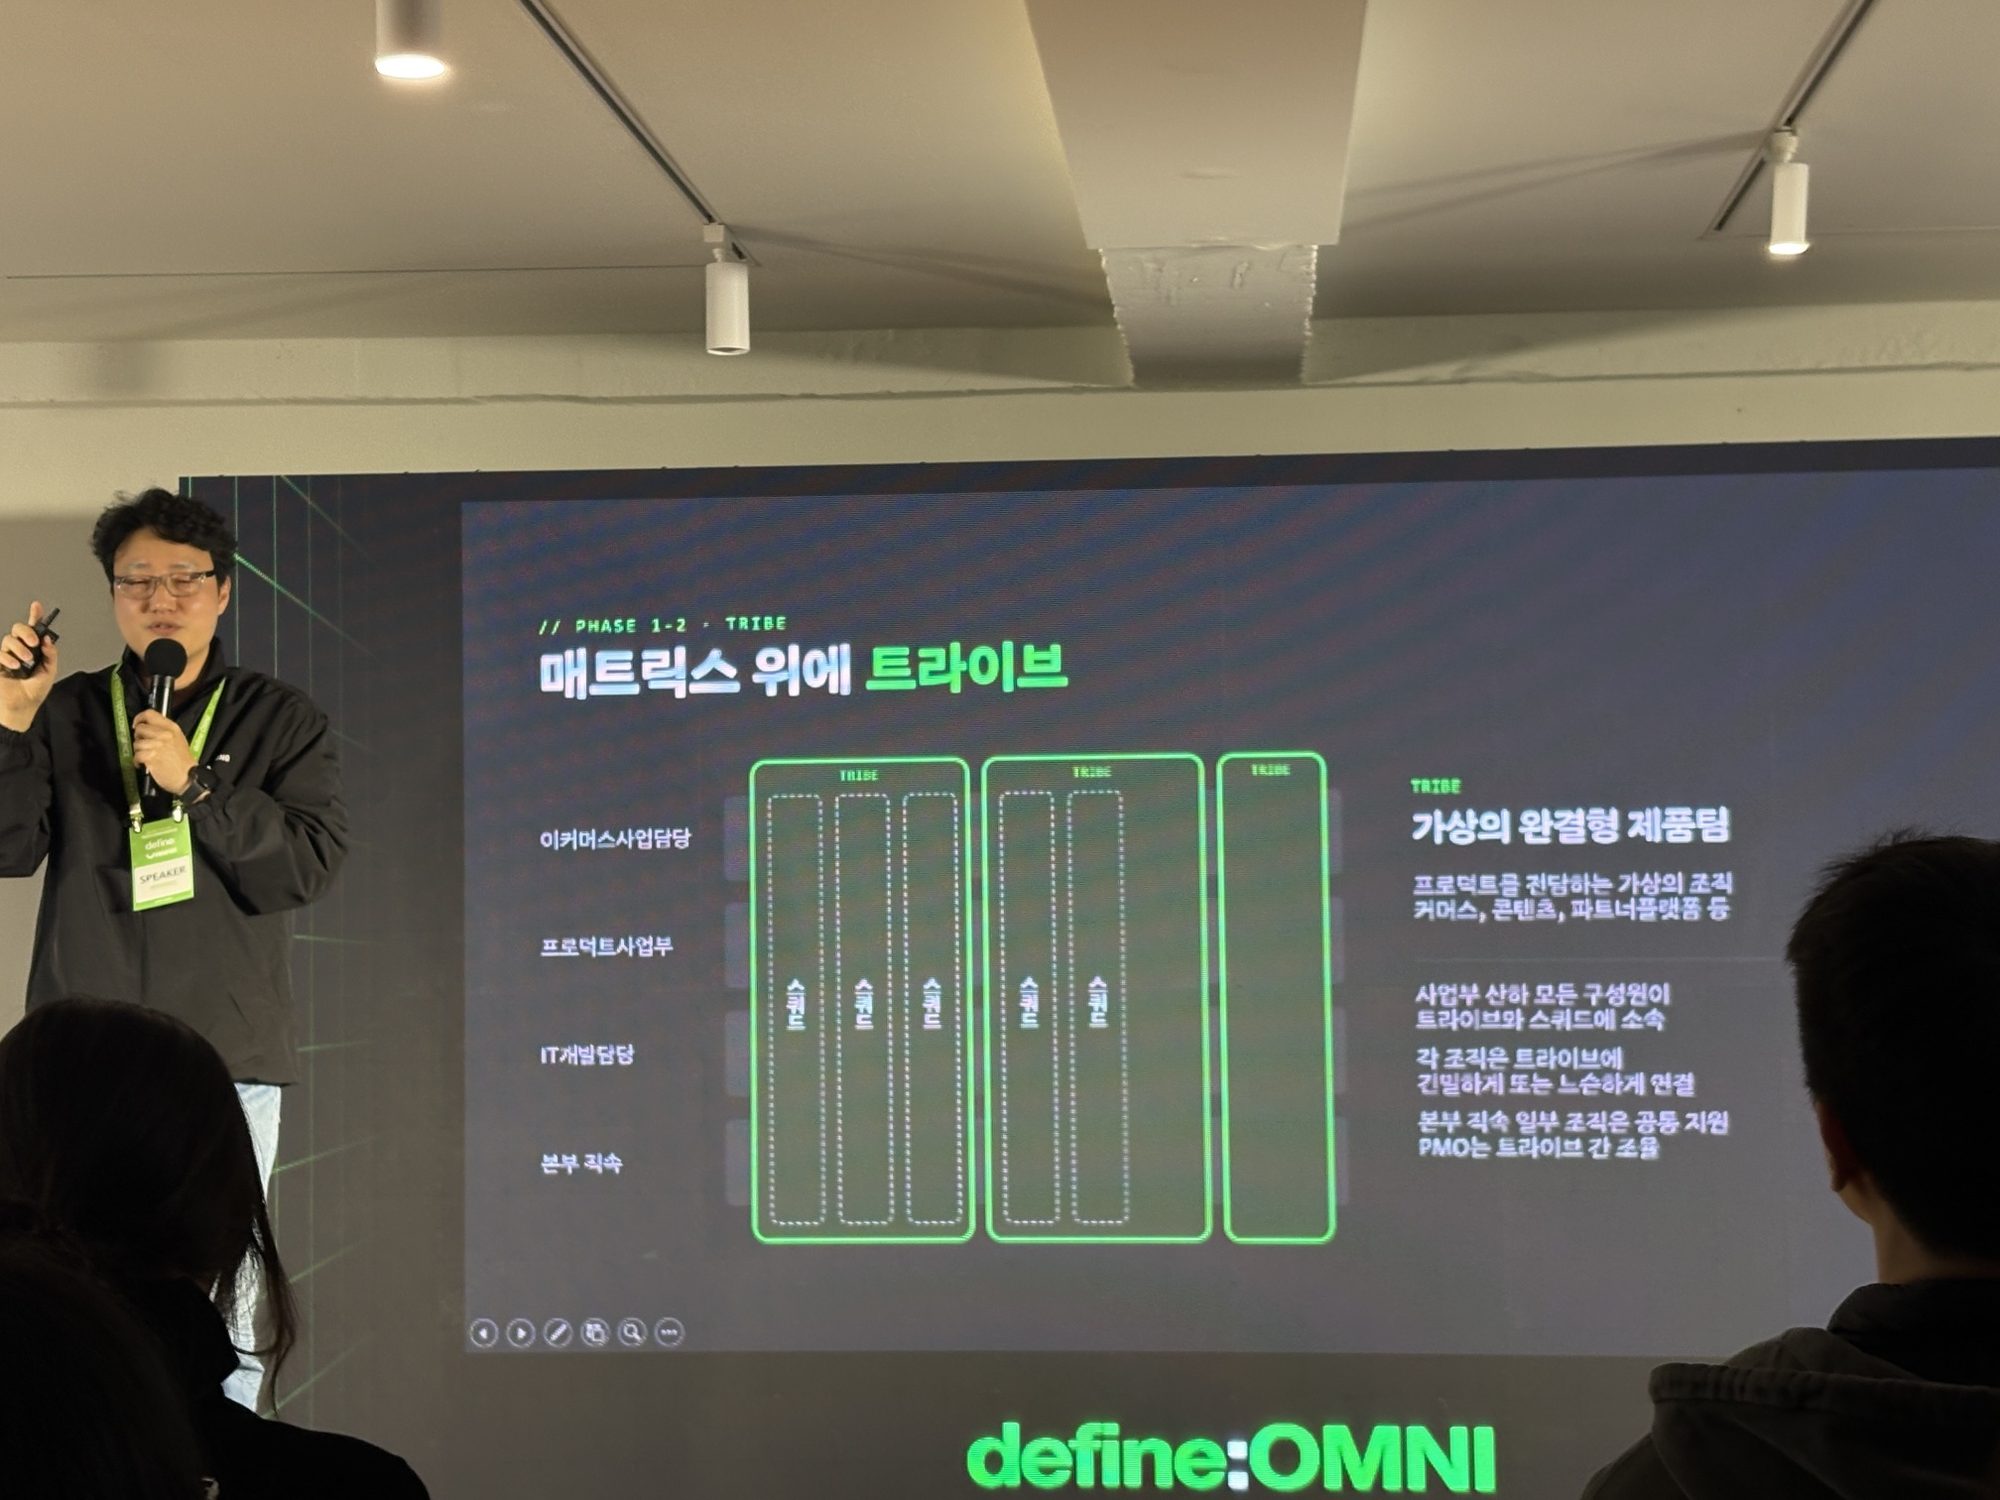 // PHASE 1-2 - TRIBE
매트릭스 위에 트라이브
TRIBE
TRIBE
TRIBE
이커머스사업담당
프로덕트사업부
IT개발담당
본부 직속
스쿼드
스쿼드
스쿼드
스쿼드
스쿼드
TRIBE
가상의 완결형 제품팀
프로덕트를 전담하는 가상의 조직
커머스, 콘텐츠, 파트너플랫폼 등
사업부 산하 모든 구성원이
트라이브와 스쿼드에 소속
각 조직은 트라이브에
긴밀하게 또는 느슨하게 연결
본부 직속 일부 조직은 공통 지원
PMO는 트라이브 간 조율
define:OMNI
define:
SPEAKER